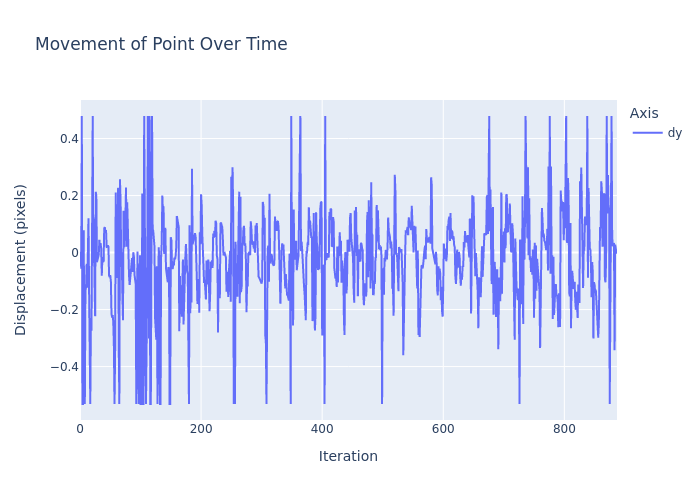 Movement of Point Over Time
Axis
dy
Displacement (pixels)
0.4
0.2
0
−0.2
−0.4
0
200
400
600
800
Iteration